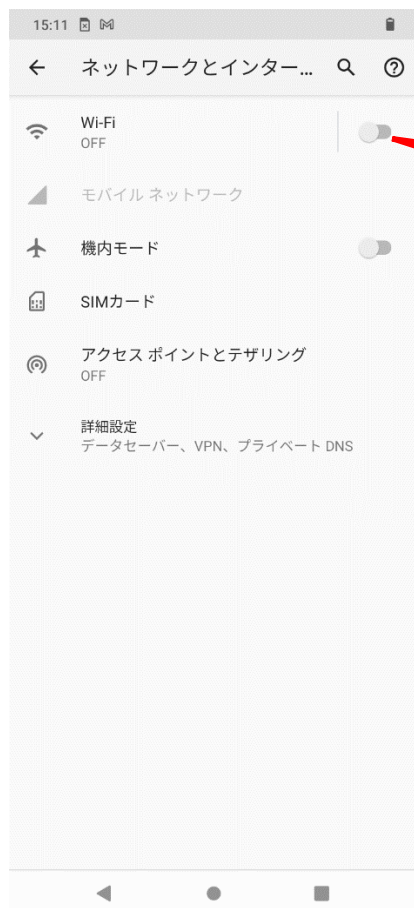 15:11
ネットワークとインター...
Wi-Fi
OFF
モバイル ネットワーク
機内モード
SIMカード
アクセス ポイントとテザリング
OFF
詳細設定
データセーバー、VPN、プライベート DNS